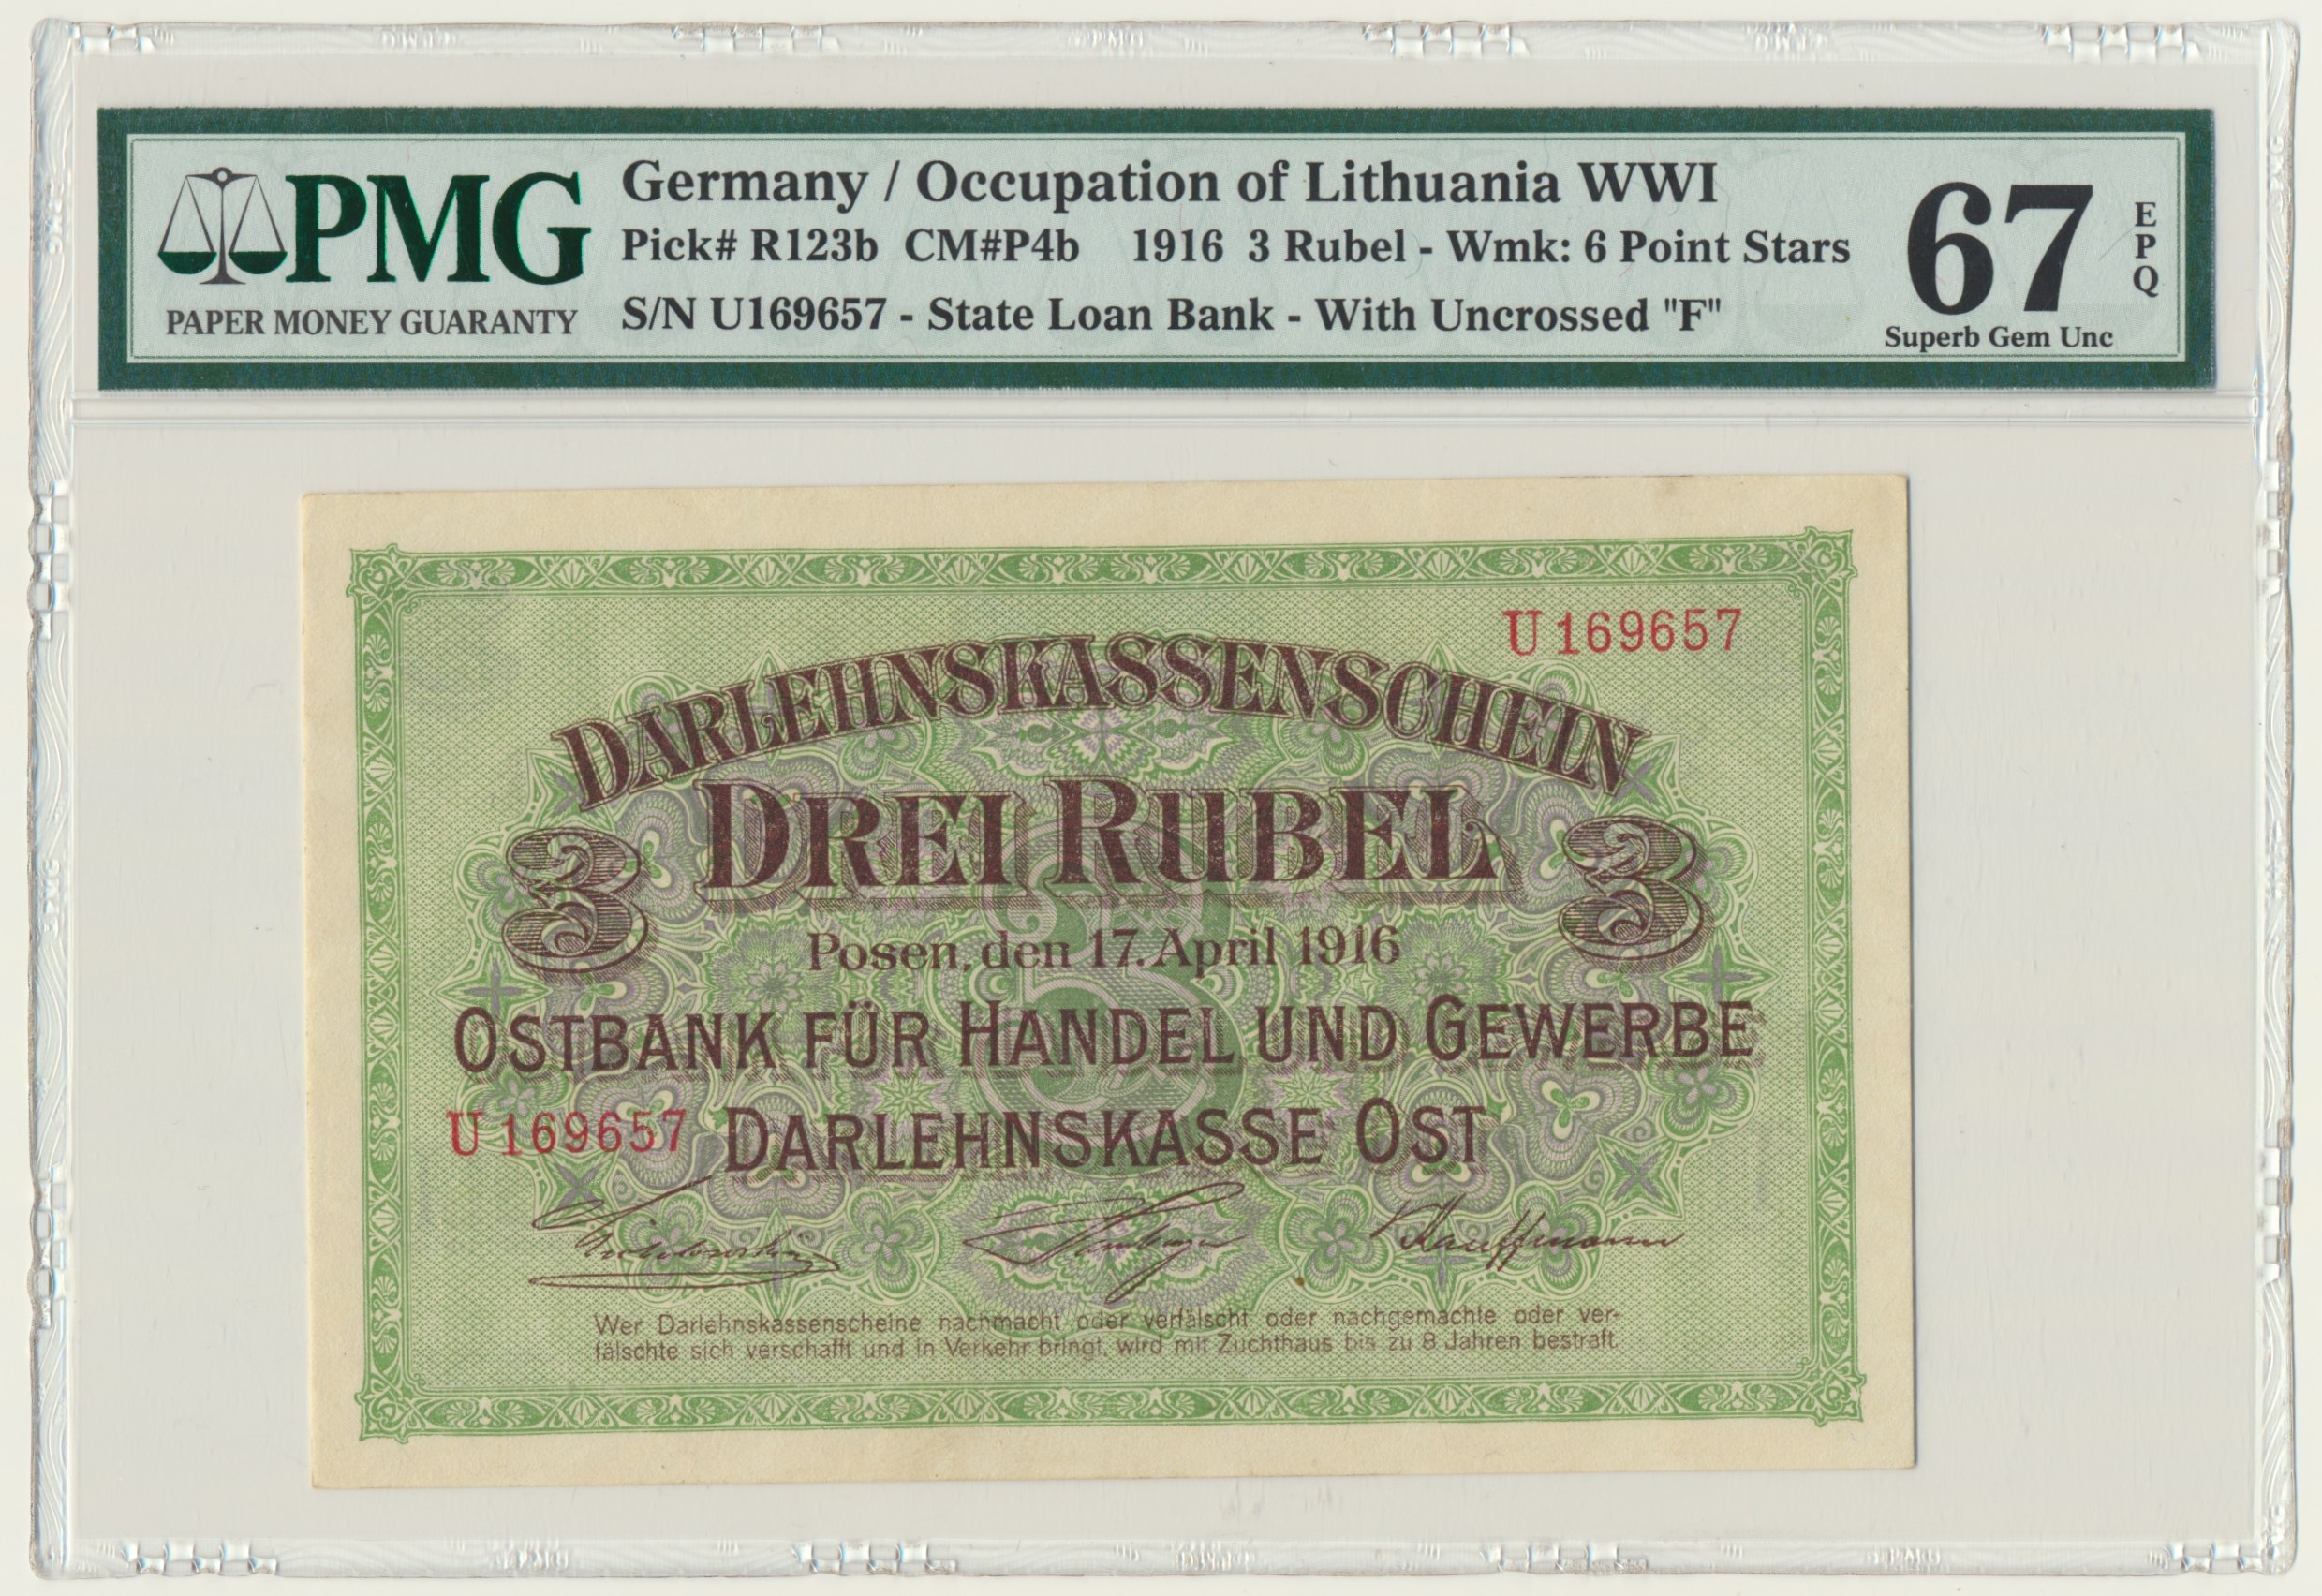 PMG
PAPER MONEY GUARANTY
Germany / Occupation of Lithuania WWI
Pick# R123b CM#P4b 1916 3 Rubel - Wmk: 6 Point Stars
S/N U169657 - State Loan Bank - With Uncrossed "F"
67
EPQ
Superb Gem Unc
U169657
DARLEHNSKASSENSCHEIN
DREI RUBEL
3 3
Posen, den 17. April 1916
OSTBANK FÜR HANDEL UND GEWERBE
U169657 DARLEHNSKASSE OST
Kauffmann
Wer Darlehnskassenscheine nachmacht oder verfälscht oder nachgemachte oder ver-
fälschte sich verschafft und in Verkehr bringt, wird mit Zuchthaus bis zu 8 Jahren bestraft.